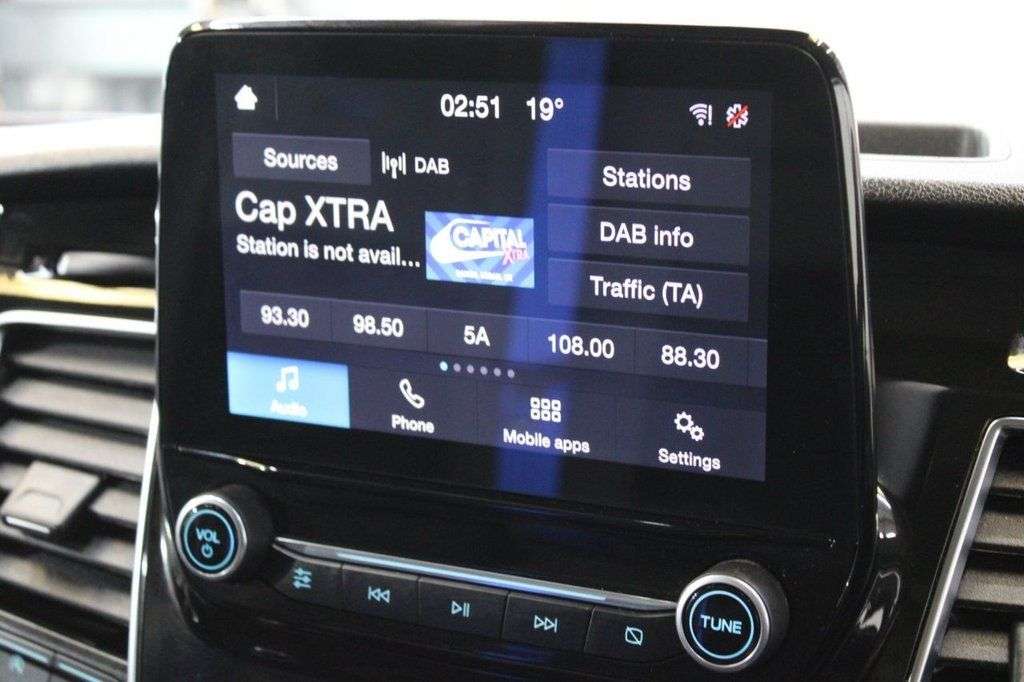 02:51 19°
Sources DAB
Stations
Cap XTRA
Station is not avail...
CAPITAL
XTRA
DAB info
Traffic (TA)
93.30 98.50 5A 108.00 88.30
Audio Phone Mobile apps Settings
VOL
TUNE